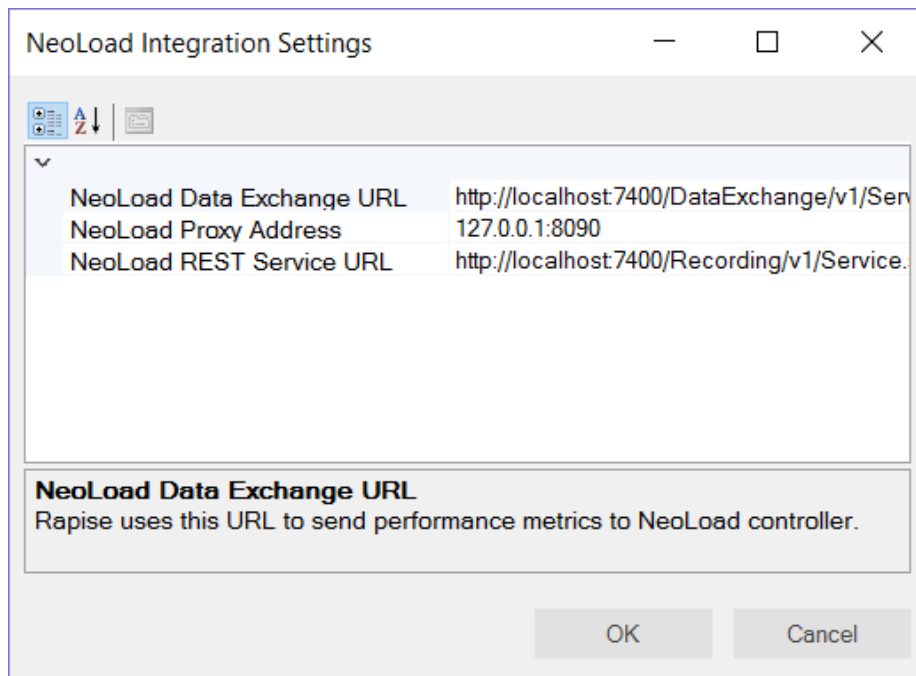 NeoLoad Integration Settings
NeoLoad Data Exchange URL http://localhost:7400/DataExchange/v1/Serv
NeoLoad Proxy Address 127.0.0.1:8090
NeoLoad REST Service URL http://localhost:7400/Recording/v1/Service.
NeoLoad Data Exchange URL
Rapise uses this URL to send performance metrics to NeoLoad controller.
OK Cancel